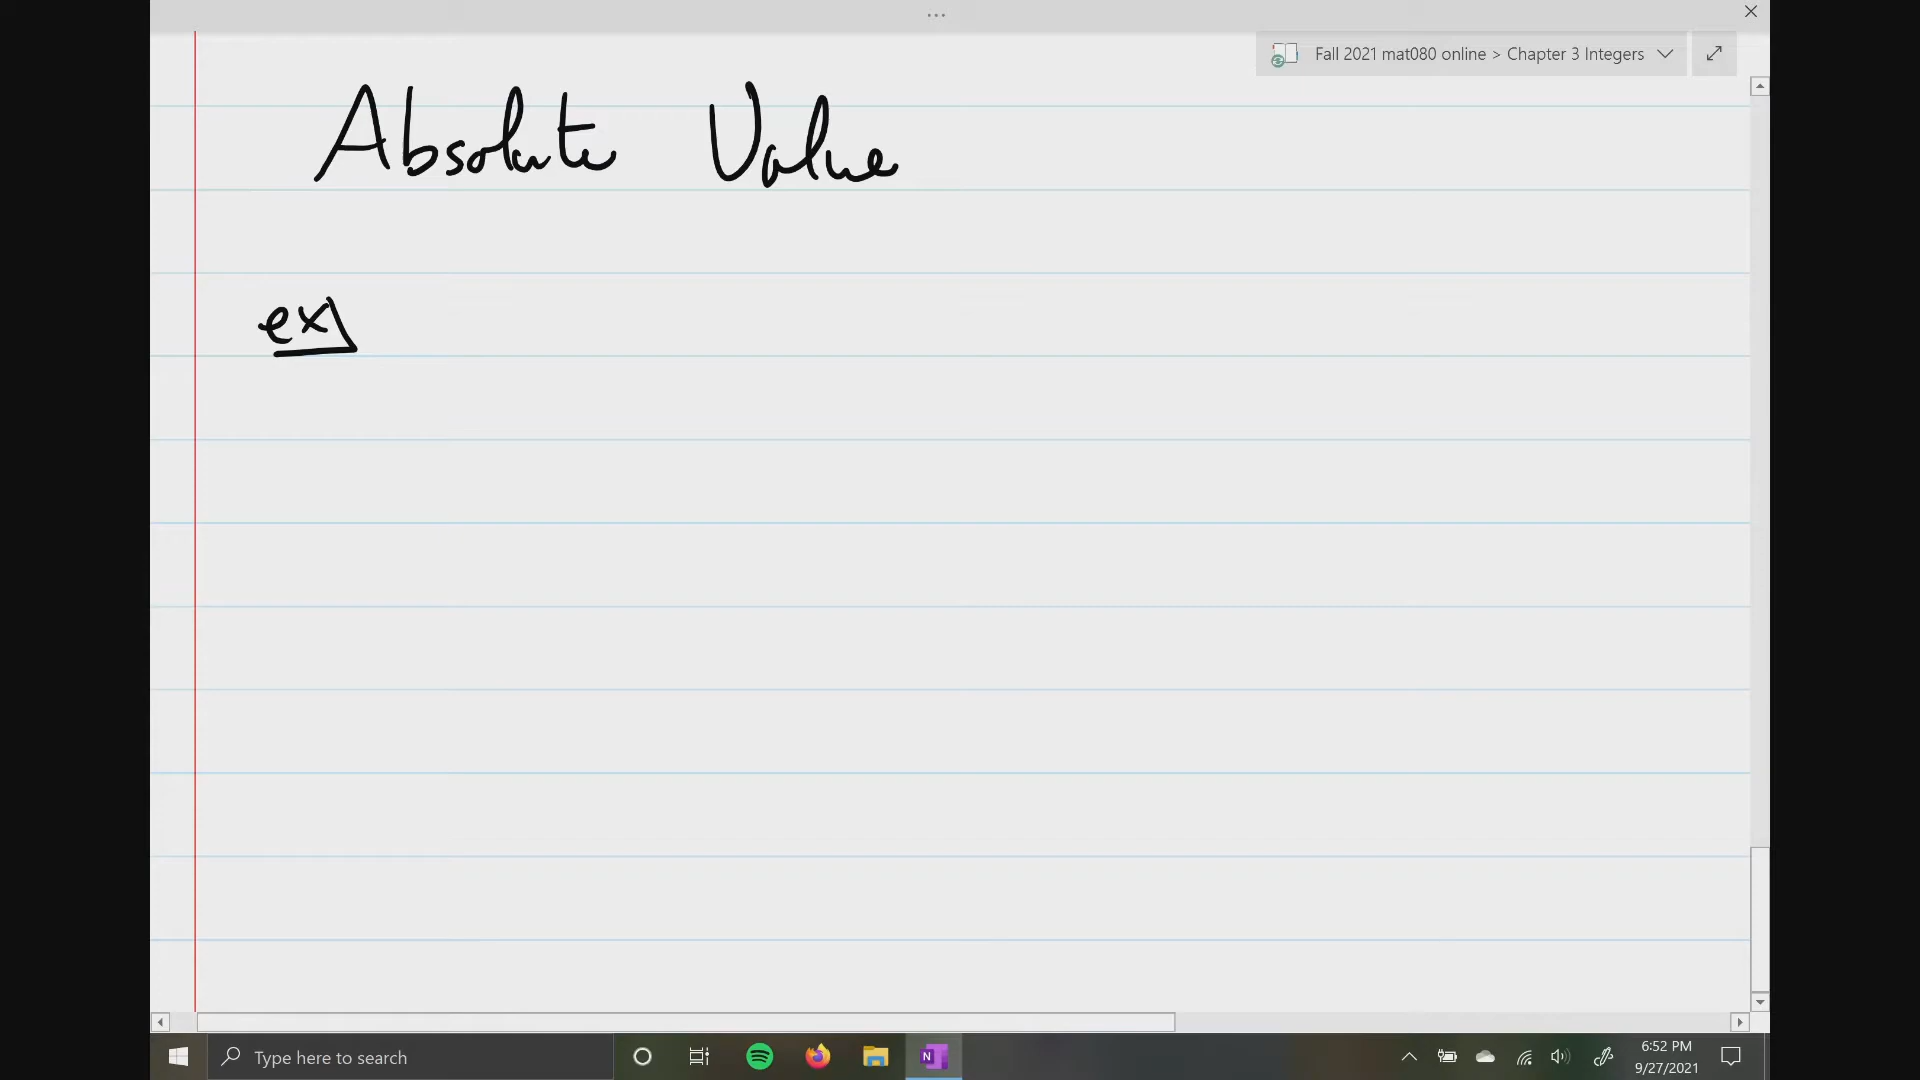 ...
Fall 2021 mat080 online > Chapter 3 Integers
Absolute Value
ex
Type here to search
N
6:52 PM
9/27/2021